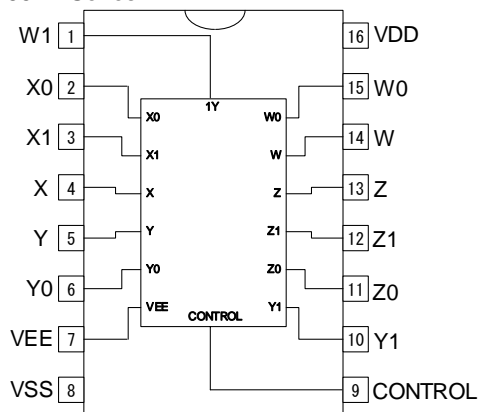 W1 1 16 VDD
X0 2 15 W0
X1 3 14 W
X 4 13 Z
Y 5 12 Z1
Y0 6 11 Z0
VEE 7 10 Y1
VSS 8 9 CONTROL
1Y
X0 W0
X1 W
X Z
Y Z1
Y0 Z0
VEE Y1
CONTROL